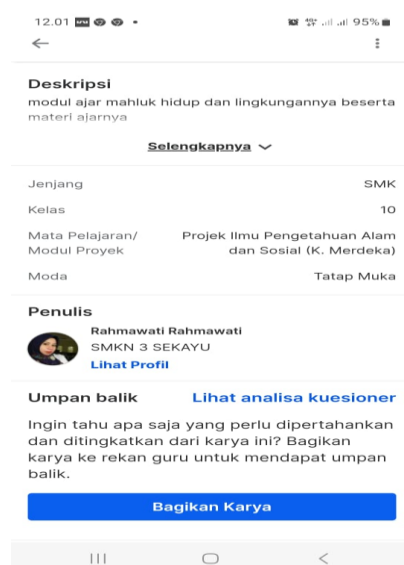 12.01
95%
Deskripsi
modul ajar mahluk hidup dan lingkungannya beserta
materi ajarnya
Selengkapnya
Jenjang SMK
Kelas 10
Mata Pelajaran/ Projek Ilmu Pengetahuan Alam
Modul Proyek dan Sosial (K. Merdeka)
Moda Tatap Muka
Penulis
Rahmawati Rahmawati
SMKN 3 SEKAYU
Lihat Profil
Umpan balik Lihat analisa kuesioner
Ingin tahu apa saja yang perlu dipertahankan
dan ditingkatkan dari karya ini? Bagikan
karya ke rekan guru untuk mendapat umpan
balik.
Bagikan Karya